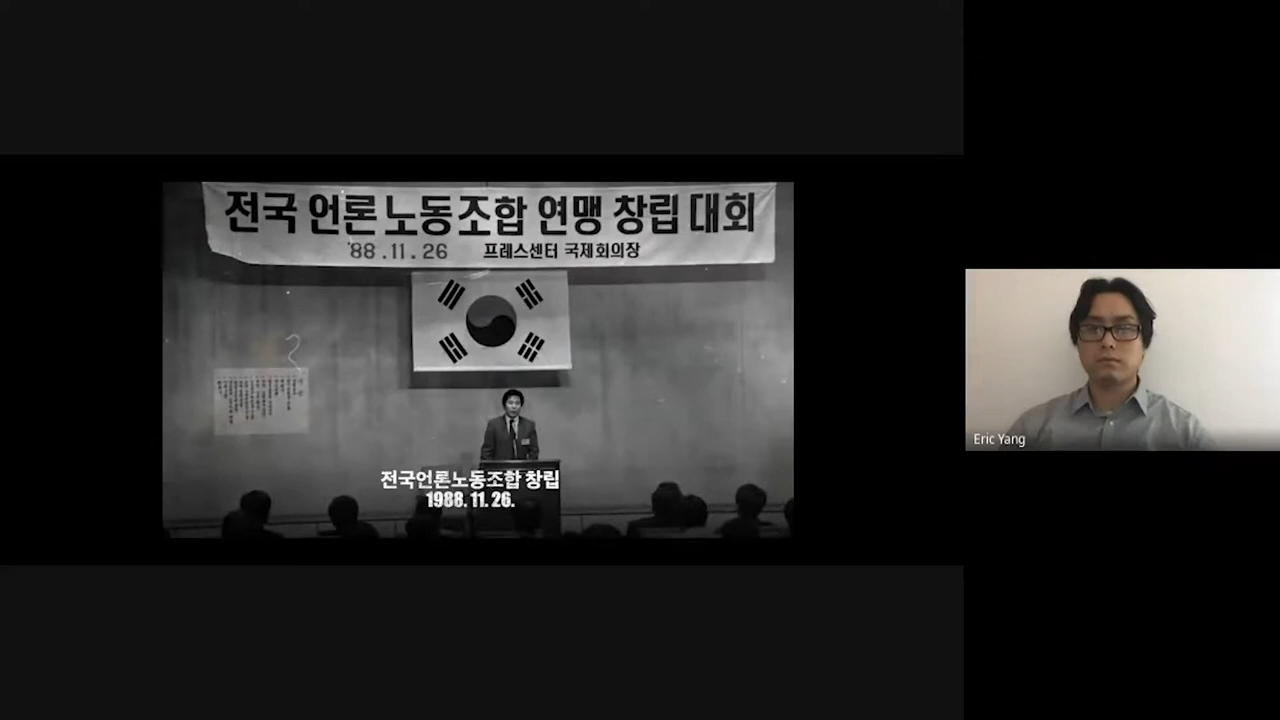 전국 언론노동조합 연맹 창립 대회
'88.11.26 프레스센터 국제회의장
전국언론노동조합 창립
1988. 11. 26.
Eric Yang